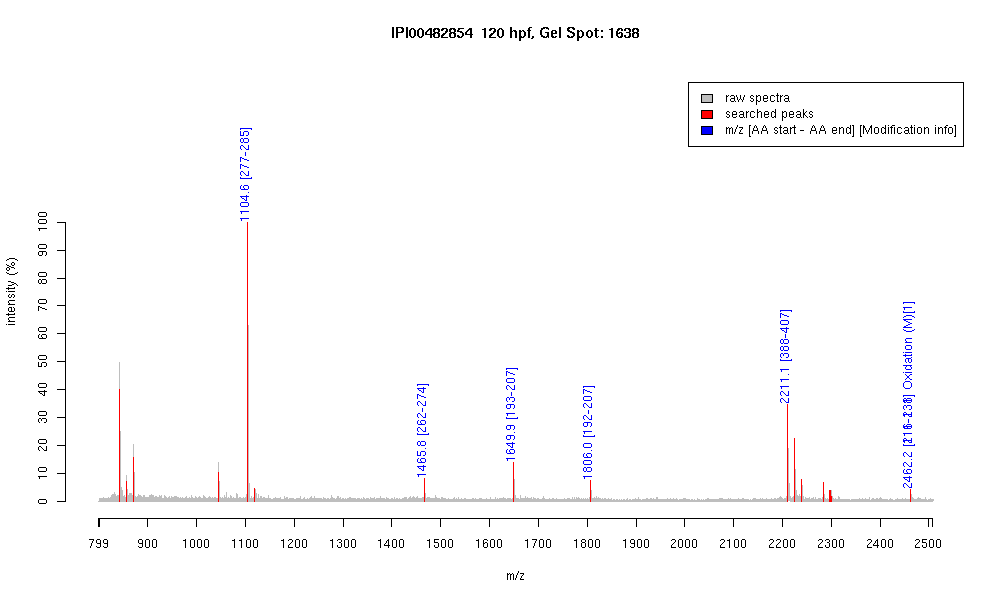 IPI00482854 120 hpf, Gel Spot: 1638
raw spectra
searched peaks
m/z [AA start - AA end] [Modification info]
intensity (%)
100
90
80
70
60
50
40
30
20
10
0
1104.6 [277-285]
1465.8 [262-274]
1649.9 [193-207]
1806.0 [192-207]
2211.1 [388-407]
2462.2 Oxidation (M)[1]
799 900 1000 1100 1200 1300 1400 1500 1600 1700 1800 1900 2000 2100 2200 2300 2400 2500
m/z